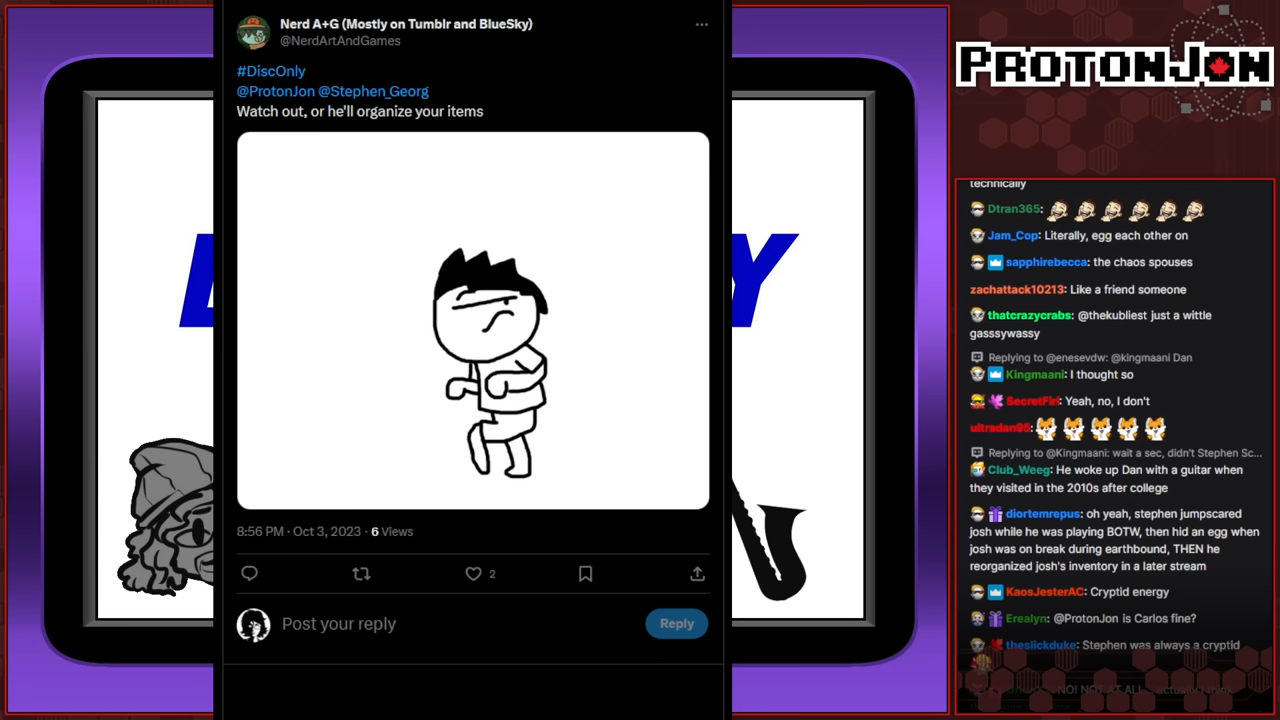 Nerd A+G (Mostly on Tumblr and BlueSky)
@NerdArtAndGames
#DiscOnly
@ProtonJon @Stephen_Georg
Watch out, or he'll organize your items
8:56 PM · Oct 3, 2023 · 6 Views
2
Post your reply
Reply
Y
PROTONJON
technically
Dtran365:
Jam_Cop: Literally, egg each other on
sapphirebecca: the chaos spouses
zachattack10213: Like a friend someone
thatcrazycrabs: @thekubliest just a wittle
gasssywassy
Replying to @enesevdw: @kingmaani Dan
Kingmaani: I thought so
SecretFiri: Yeah, no, I don't
ultradan95:
Replying to @Kingmaani: wait a sec, didn't Stephen Sc...
Club_Weeg: He woke up Dan with a guitar when
they visited in the 2010s after college
diortemrepus: oh yeah, stephen jumpscared
josh while he was playing BOTW, then hid an egg when
josh was on break during earthbound, THEN he
reorganized josh's inventory in a later stream
KaosJesterAC: Cryptid energy
Erealyn: @ProtonJon is Carlos fine?
theslickduke: Stephen was always a cryptid
NO! NOT AT ALL